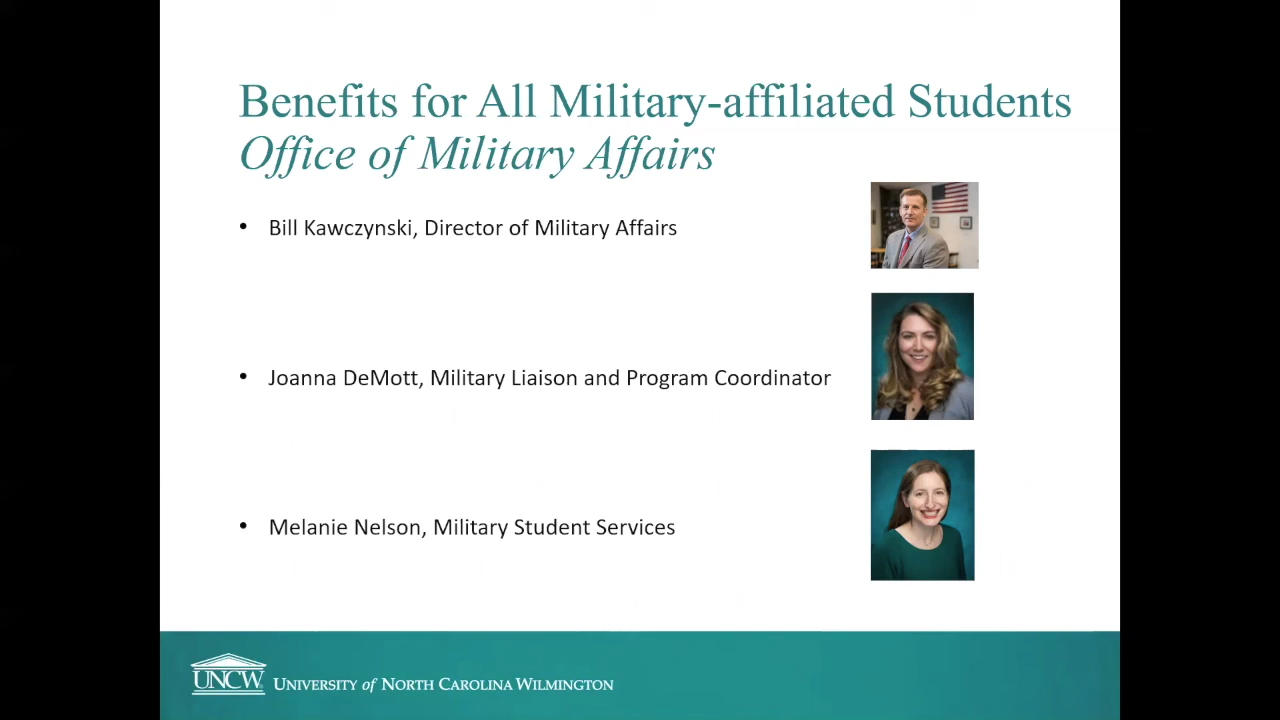 Benefits for All Military-affiliated Students
Office of Military Affairs
• Bill Kawczynski, Director of Military Affairs
• Joanna DeMott, Military Liaison and Program Coordinator
• Melanie Nelson, Military Student Services
UNCW UNIVERSITY of NORTH CAROLINA WILMINGTON